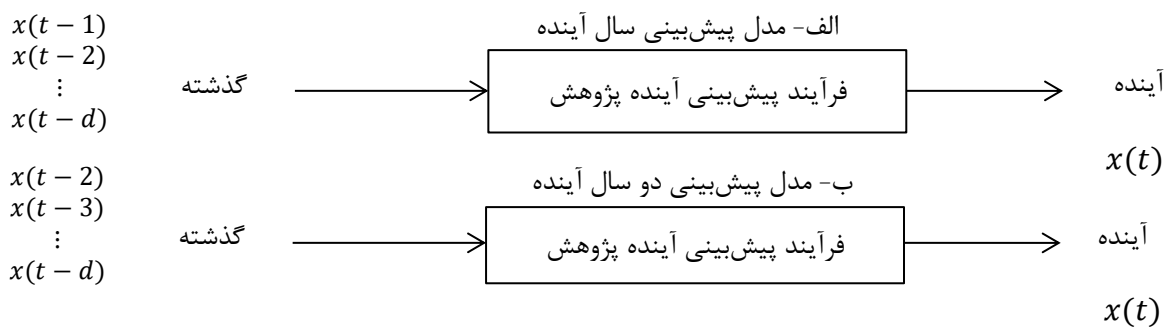 الف- مدل پیش‌بینی سال آینده
x(t − 1)
x(t − 2)
⋮
x(t − d)
گذشته
فرآیند پیش‌بینی آینده پژوهش
آینده
x(t)
ب- مدل پیش‌بینی دو سال آینده
x(t − 2)
x(t − 3)
⋮
x(t − d)
گذشته
فرآیند پیش‌بینی آینده پژوهش
آینده
x(t)